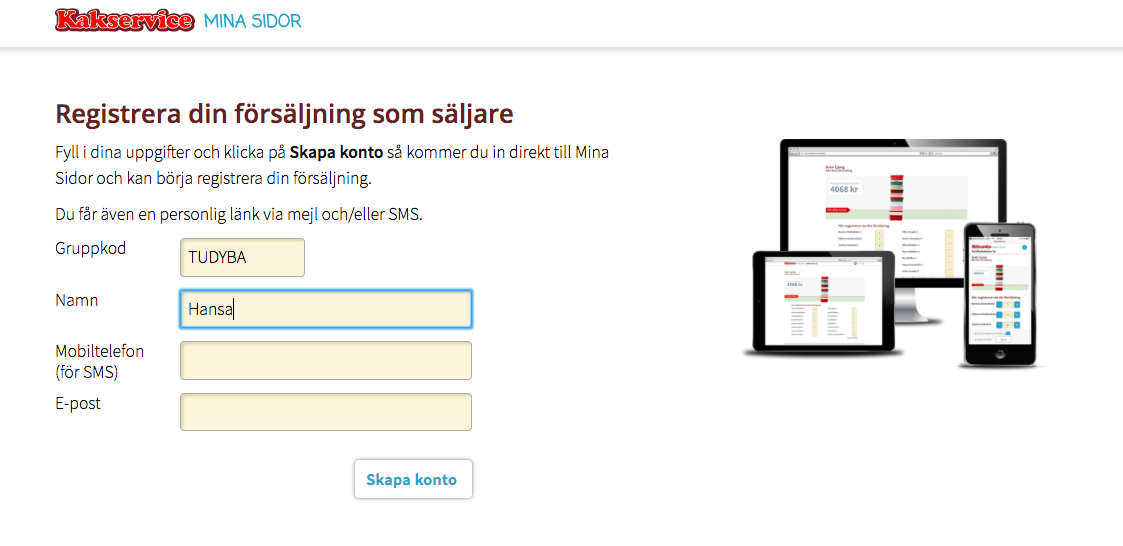 Kakservice MINA SIDOR
Registrera din försäljning som säljare
Fyll i dina uppgifter och klicka på Skapa konto så kommer du in direkt till Mina
Sidor och kan börja registrera din försäljning.
Du får även en personlig länk via mejl och/eller SMS.
Gruppkod
TUDYBA
Namn
Hansa
Mobiltelefon
(för SMS)
E-post
Skapa konto
4068 kr